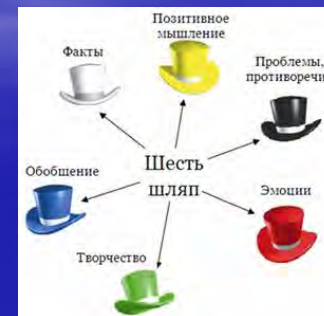 Позитивное
мышление
Факты
Проблемы,
противоречи
Шесть
шляп
Обобщение
Эмоции
Творчество